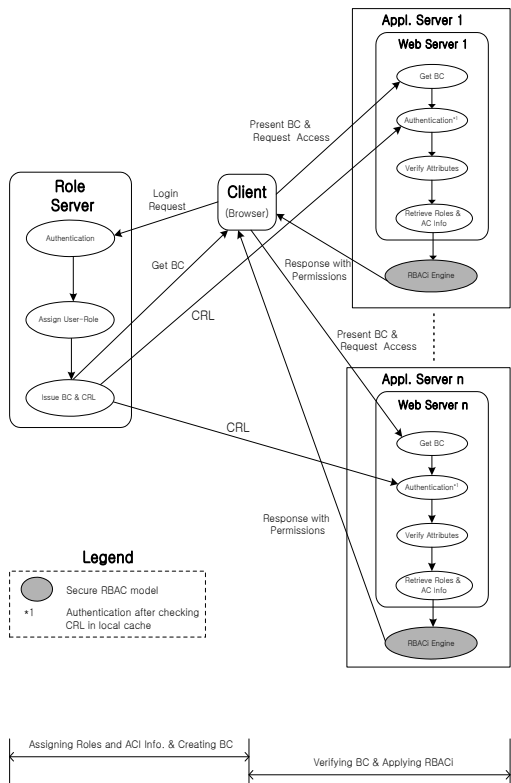 Appl. Server 1
Web Server 1
Get BC
Authentication*1
Verify Attributes
Retrieve Roles &
AC Info
RBACi Engine
Present BC &
Request Access
Role
Server
Authentication
Assign User-Role
Issue BC & CRL
Login
Request
Client
(Browser)
Get BC
CRL
Response with
Permissions
Present BC &
Request Access
CRL
Appl. Server n
Web Server n
Get BC
Authentication*1
Verify Attributes
Retrieve Roles &
AC Info
RBACi Engine
Response with
Permissions
Legend
Secure RBAC model
*1 Authentication after checking
CRL in local cache
Assigning Roles and ACI Info. & Creating BC
Verifying BC & Applying RBACi